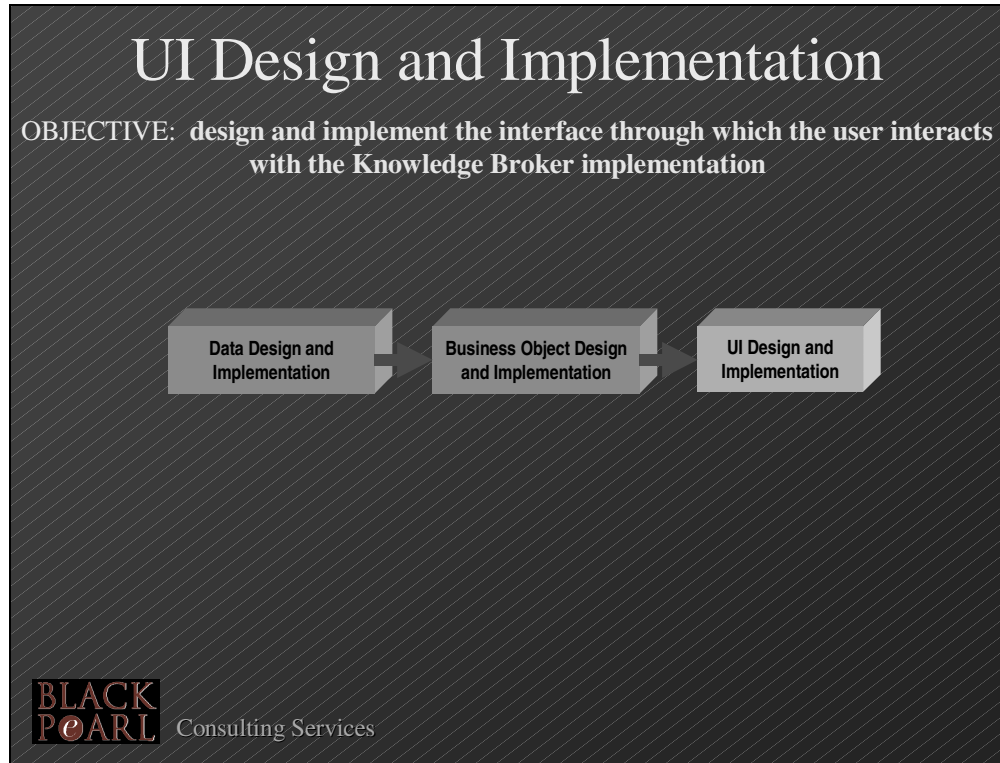 UI Design and Implementation
OBJECTIVE: design and implement the interface through which the user interacts
with the Knowledge Broker implementation
Data Design and
Implementation
Business Object Design
and Implementation
UI Design and
Implementation
BLACK
PeARL
Consulting Services